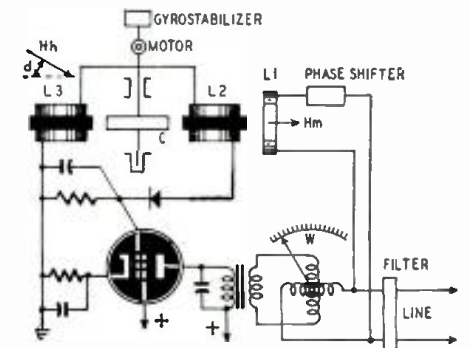 GYROSTABILIZER
MOTOR
Hh
d
L3
L2
L1
PHASE SHIFTER
C
Hm
W
FILTER
LINE
+
+